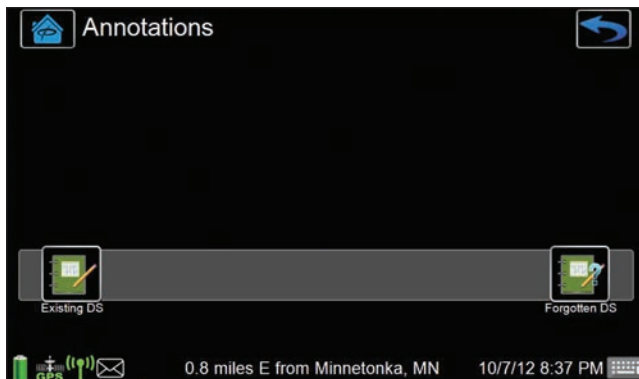 Annotations
Existing DS
Forgotten DS
GPS
0.8 miles E from Minnetonka, MN
10/7/12 8:37 PM